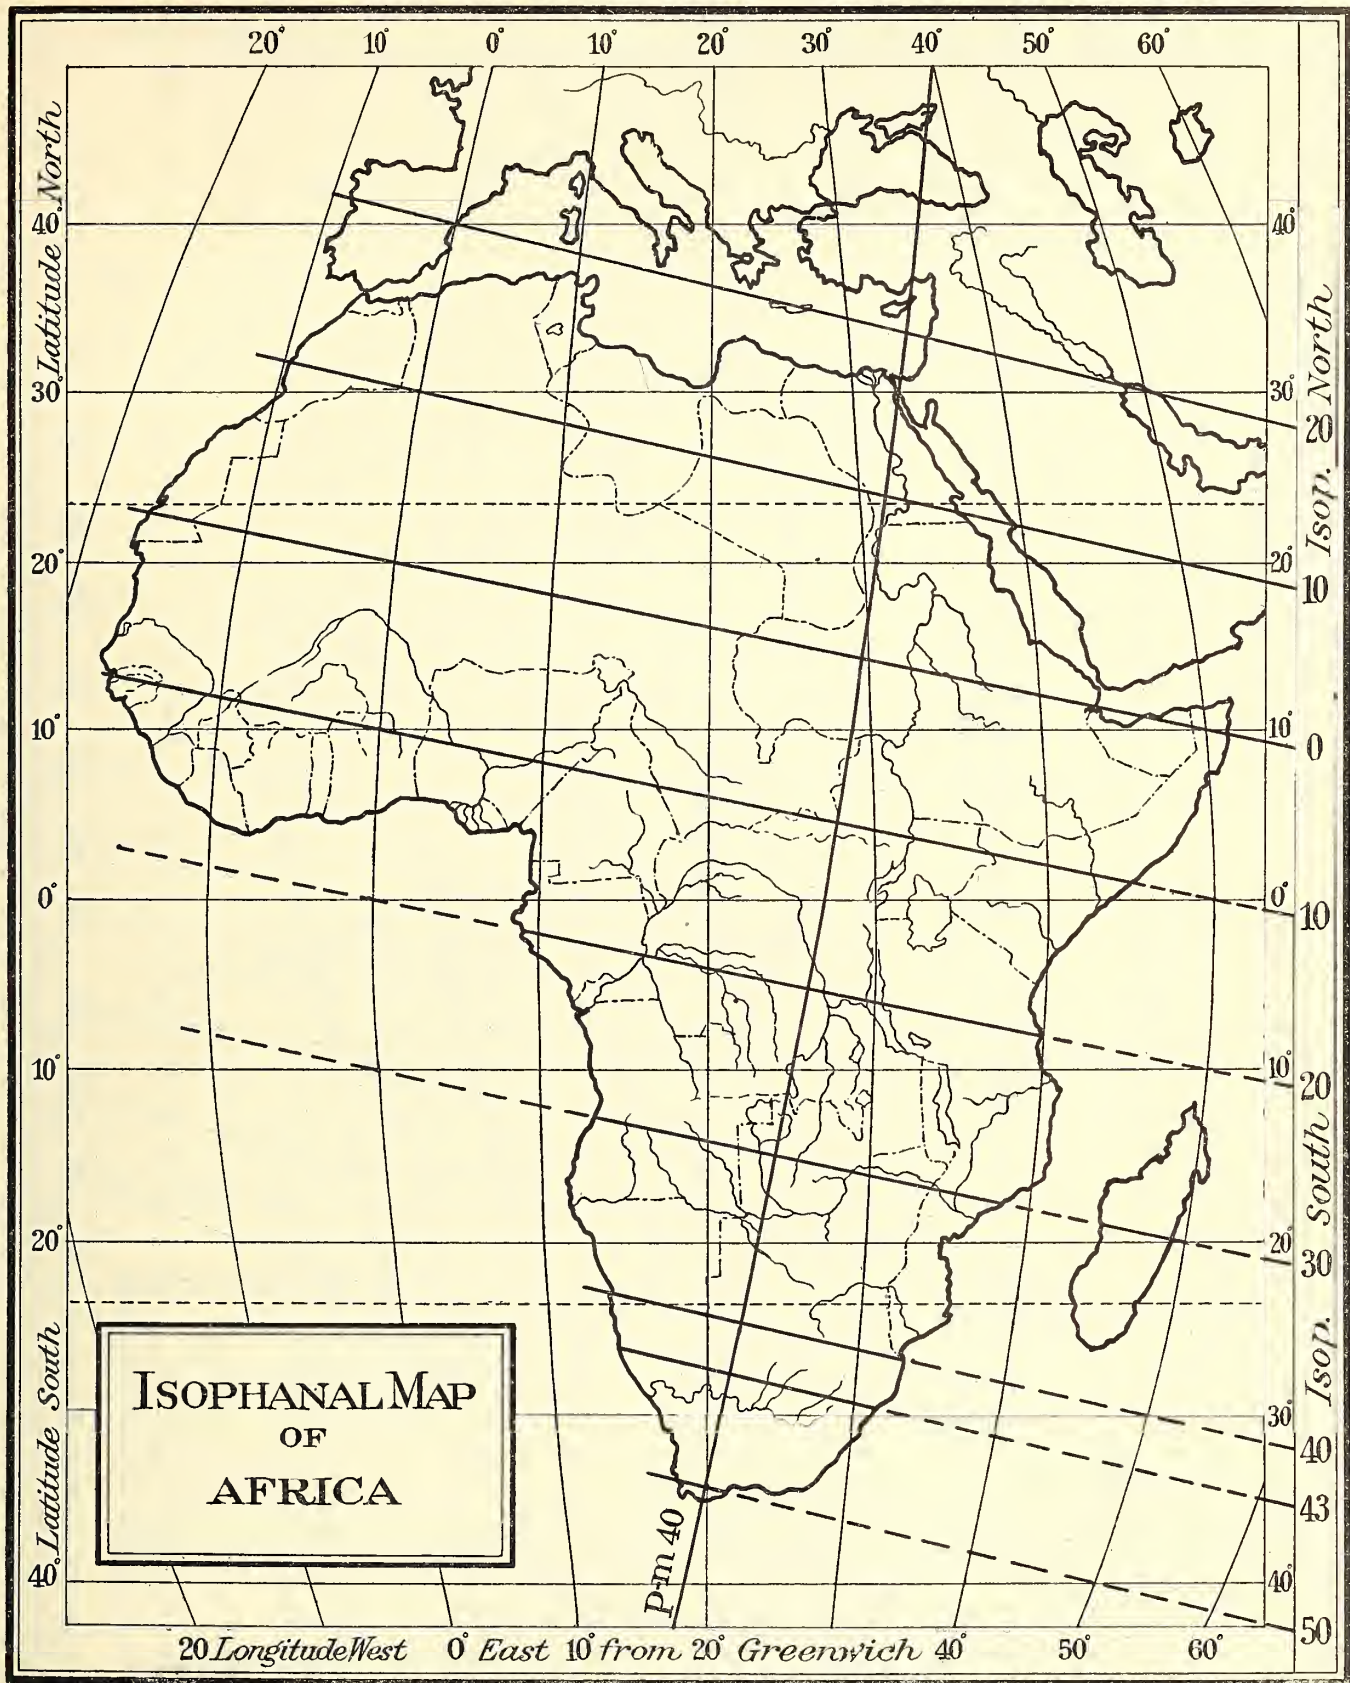 20° 10° 0° 10° 20° 30° 40° 50° 60°
Latitude North
40°
30°
20°
10°
0°
10°
20°
40°
Latitude South
40°
30°
20°
10°
0°
10°
20°
30°
40°
Isop. North
20
10
0
10
20
30
40
43
50
Isop. South
ISOPHANAL MAP
OF
AFRICA
p-m 40
20 Longitude West 0° East 10° from 20° Greenwich 40° 50° 60°